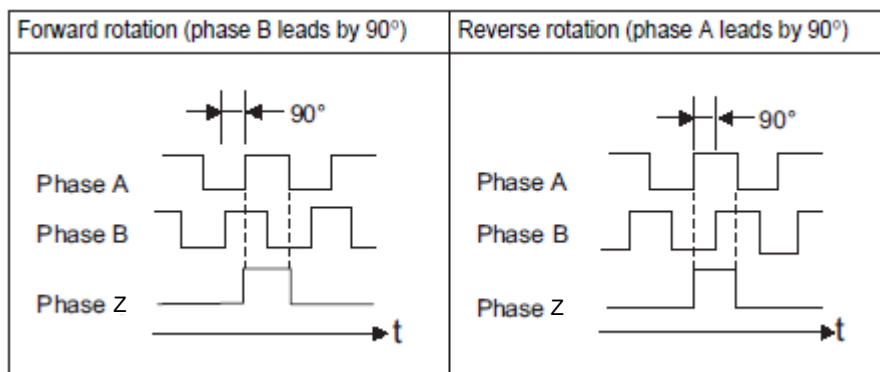 Forward rotation (phase B leads by 90°)
Reverse rotation (phase A leads by 90°)
90°
Phase A
Phase B
Phase Z
t
90°
Phase A
Phase B
Phase Z
t